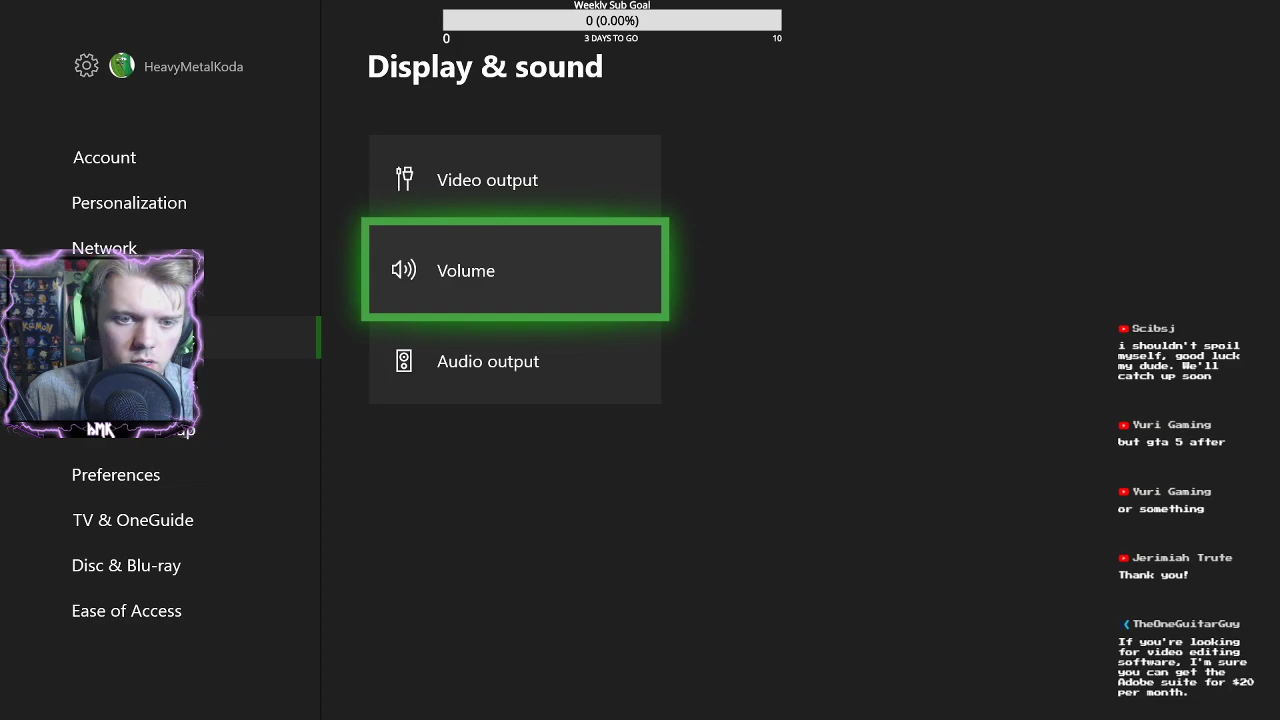 Weekly Sub Goal
0 (0.00%)
0
3 DAYS TO GO
10
HeavyMetalKoda
Display & sound
Account
Personalization
Network
Preferences
TV & OneGuide
Disc & Blu-ray
Ease of Access
Video output
Volume
Audio output
HMK
Scibsj
i shouldn't spoil
myself, good luck
my dude. We'll
catch up soon
Yuri Gaming
but gta 5 after
Yuri Gaming
or something
Jerimiah Trute
Thank you!
TheOneGuitarGuy
If you're looking
for video editing
software, I'm sure
you can get the
Adobe suite for $20
per month.